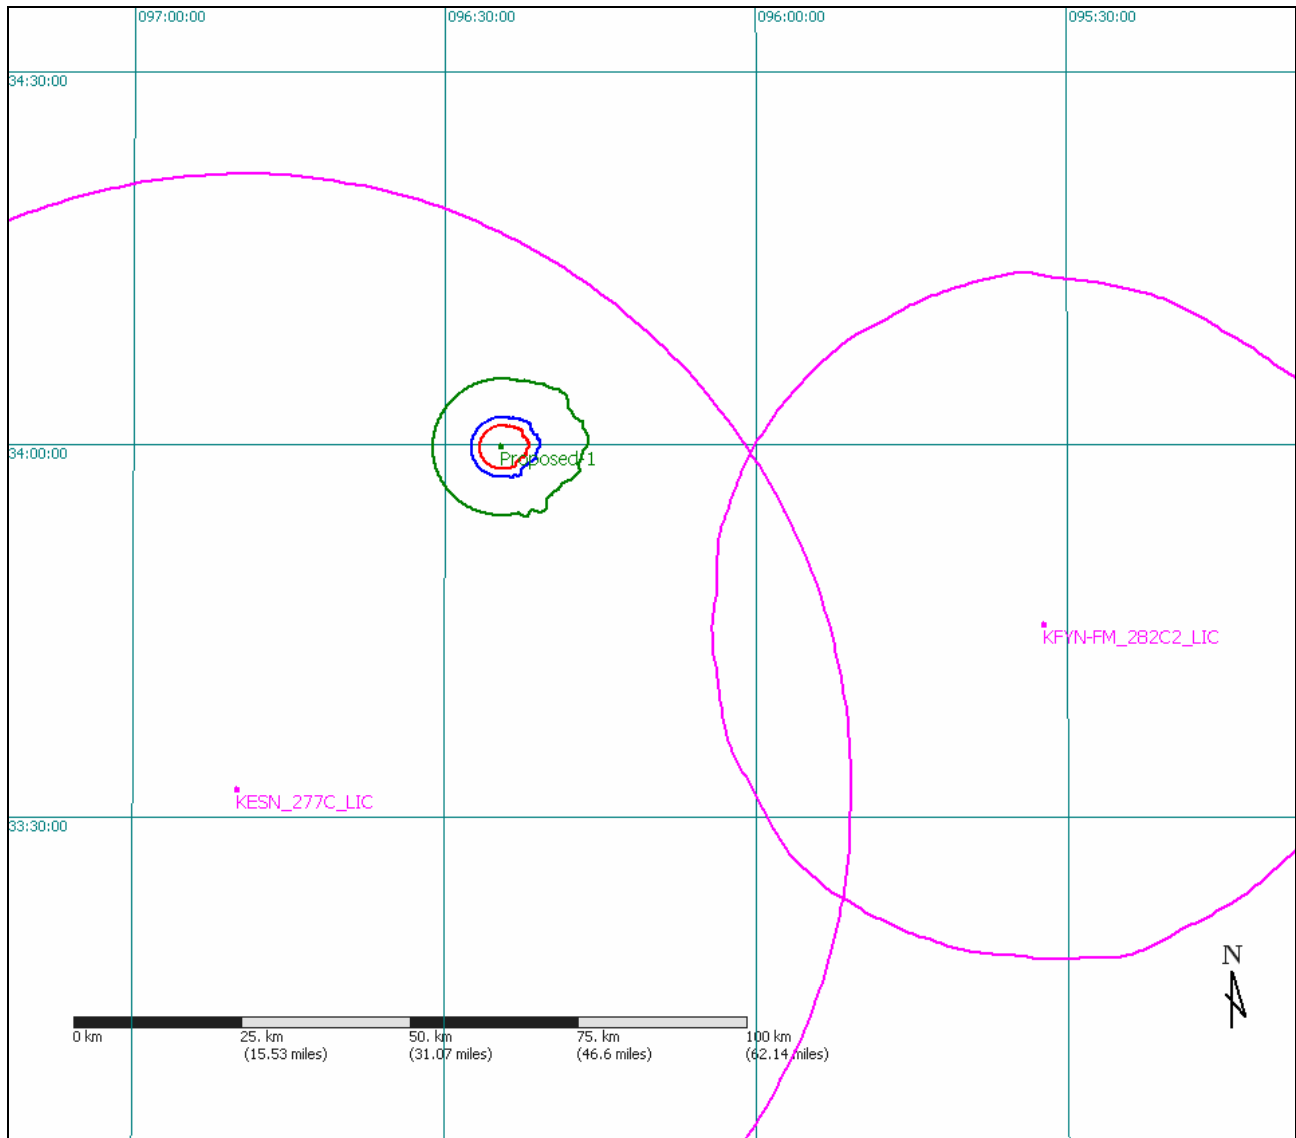 097:00:00
096:30:00
096:00:00
095:30:00
34:30:00
34:00:00
Proposed-1
KFYN-FM_282C2_LIC
KESN_277C_LIC
33:30:00
N
0 km
25. km
50. km
75. km
100 km
(15.53 miles)
(31.07 miles)
(46.6 miles)
(62.14 miles)